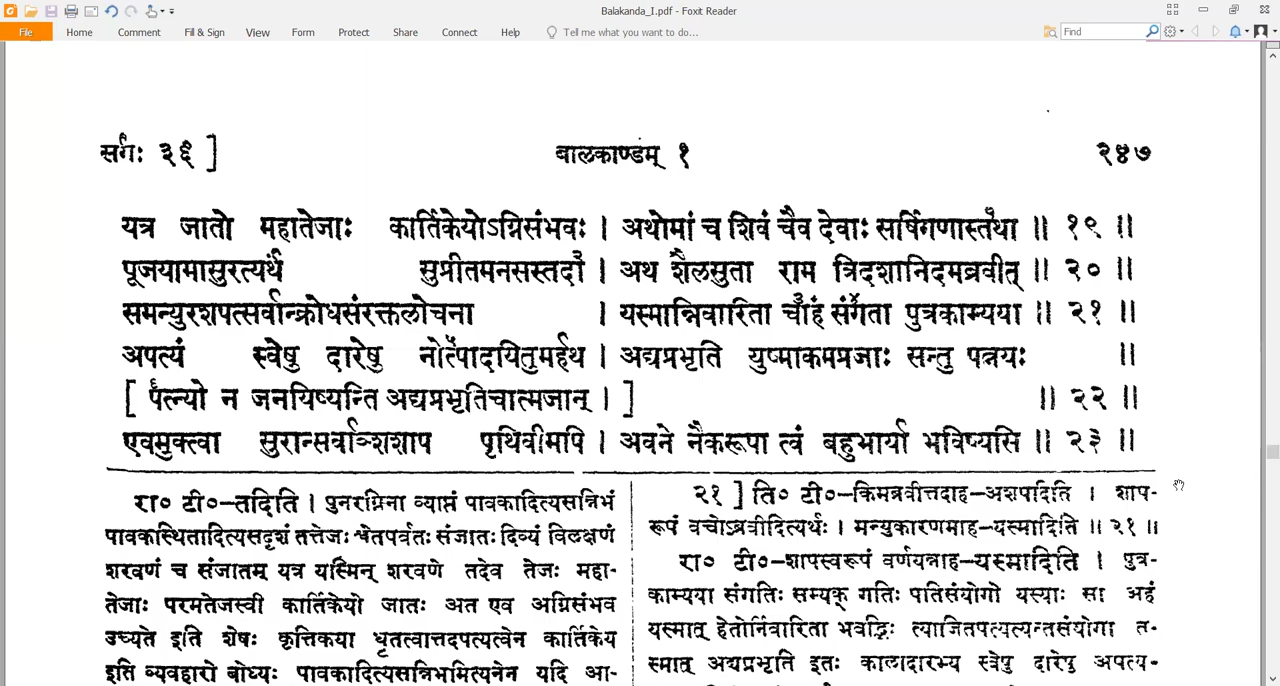 Balakanda_I.pdf - Foxit Reader
File Home Comment Fill & Sign View Form Protect Share Connect Help Tell me what you want to do... Find
सर्गः ३६ ] बालकाण्डम् १ २४७
यत्र जातो महातेजाः कार्तिकेयोऽग्निसंभवः । अथोमां च शिवं चैव देवाः सर्षिगणास्तथा ॥ १९ ॥
पूजयामासुरत्यर्थं सुप्रीतमनसस्तदा । अथ शैलसुता राम त्रिदशानिदमब्रवीत् ॥ २० ॥
समन्युरशपत्सर्वान्क्रोधसंरक्तलोचना । यस्मान्निवारिता चाहं संगता पुत्रकाम्यया ॥ २१ ॥
अपत्यं स्वेषु दारेषु नोत्पादयितुमर्हथ । अद्यप्रभृति युष्माकमप्रजाः सन्तु पत्नयः ॥
[ पत्न्यो न जनयिष्यन्ति अद्यप्रभृतिचात्मजान् । ] ॥ २२ ॥
एवमुक्त्वा सुरान्सर्वाञ्शशाप पृथिवीमपि । अवने नैकरूपा त्वं बहुभार्या भविष्यसि ॥ २३ ॥
रा० टी०-तदिति । पुनरग्निना व्याप्तं पावकादित्यसन्निभं
पावकस्थितादित्यसदृशं तत्तेजः श्वेतपर्वतः संजातः दिव्यं विलक्षणं
शरवणं च संजातम् यत्र यस्मिन् शरवणे तदेव तेजः महा-
तेजाः परमतेजस्वी कार्तिकेयो जातः अत एव अग्निसंभव
उच्यते इति शेषः कृत्तिकया धृतत्वात्तदपत्यत्वेन कार्तिकेय
इति व्यवहारो बोध्यः पावकादित्यसन्निभमित्यनेन यदि आ-
२१ ] ति० टी०-किमब्रवीत्तदाह-अशपदिति । शाप-
रूपं वचोऽब्रवीदित्यर्थः । मन्युकारणमाह-यस्मादिति ॥ २१ ॥
रा० टी०-शापस्वरूपं वर्णयन्नाह-यस्मादिति । पुत्र-
काम्यया संगतिः सम्यक् गतिः पतिसंयोगो यस्याः सा अहं
यस्मात् हेतोर्निवारिता भवद्भिः त्याजितपत्यत्यन्तसंयोगा त-
स्मात् अद्यप्रभृति इतः कालादारभ्य स्वेषु दारेषु अपत्य-